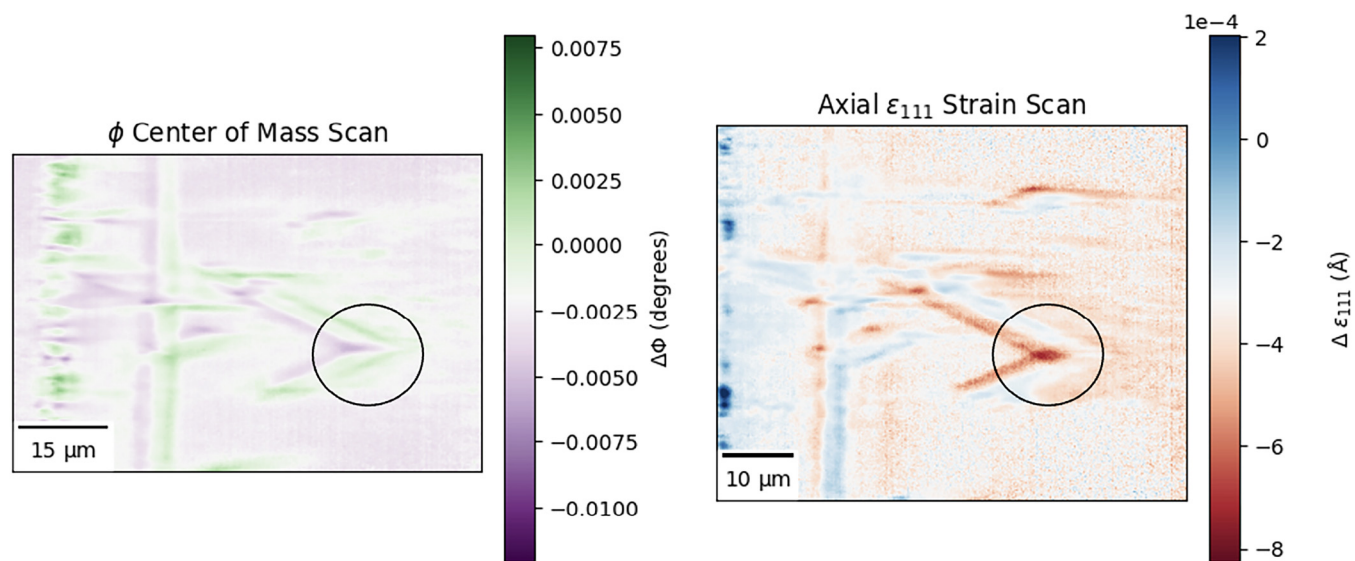 ϕ Center of Mass Scan
15 μm
0.0075
0.0050
0.0025
0.0000
−0.0025
−0.0050
−0.0075
−0.0100
ΔΦ (degrees)
Axial ε₁₁₁ Strain Scan
10 μm
1e−4
2
0
−2
−4
−6
−8
Δ ε₁₁₁ (Å)